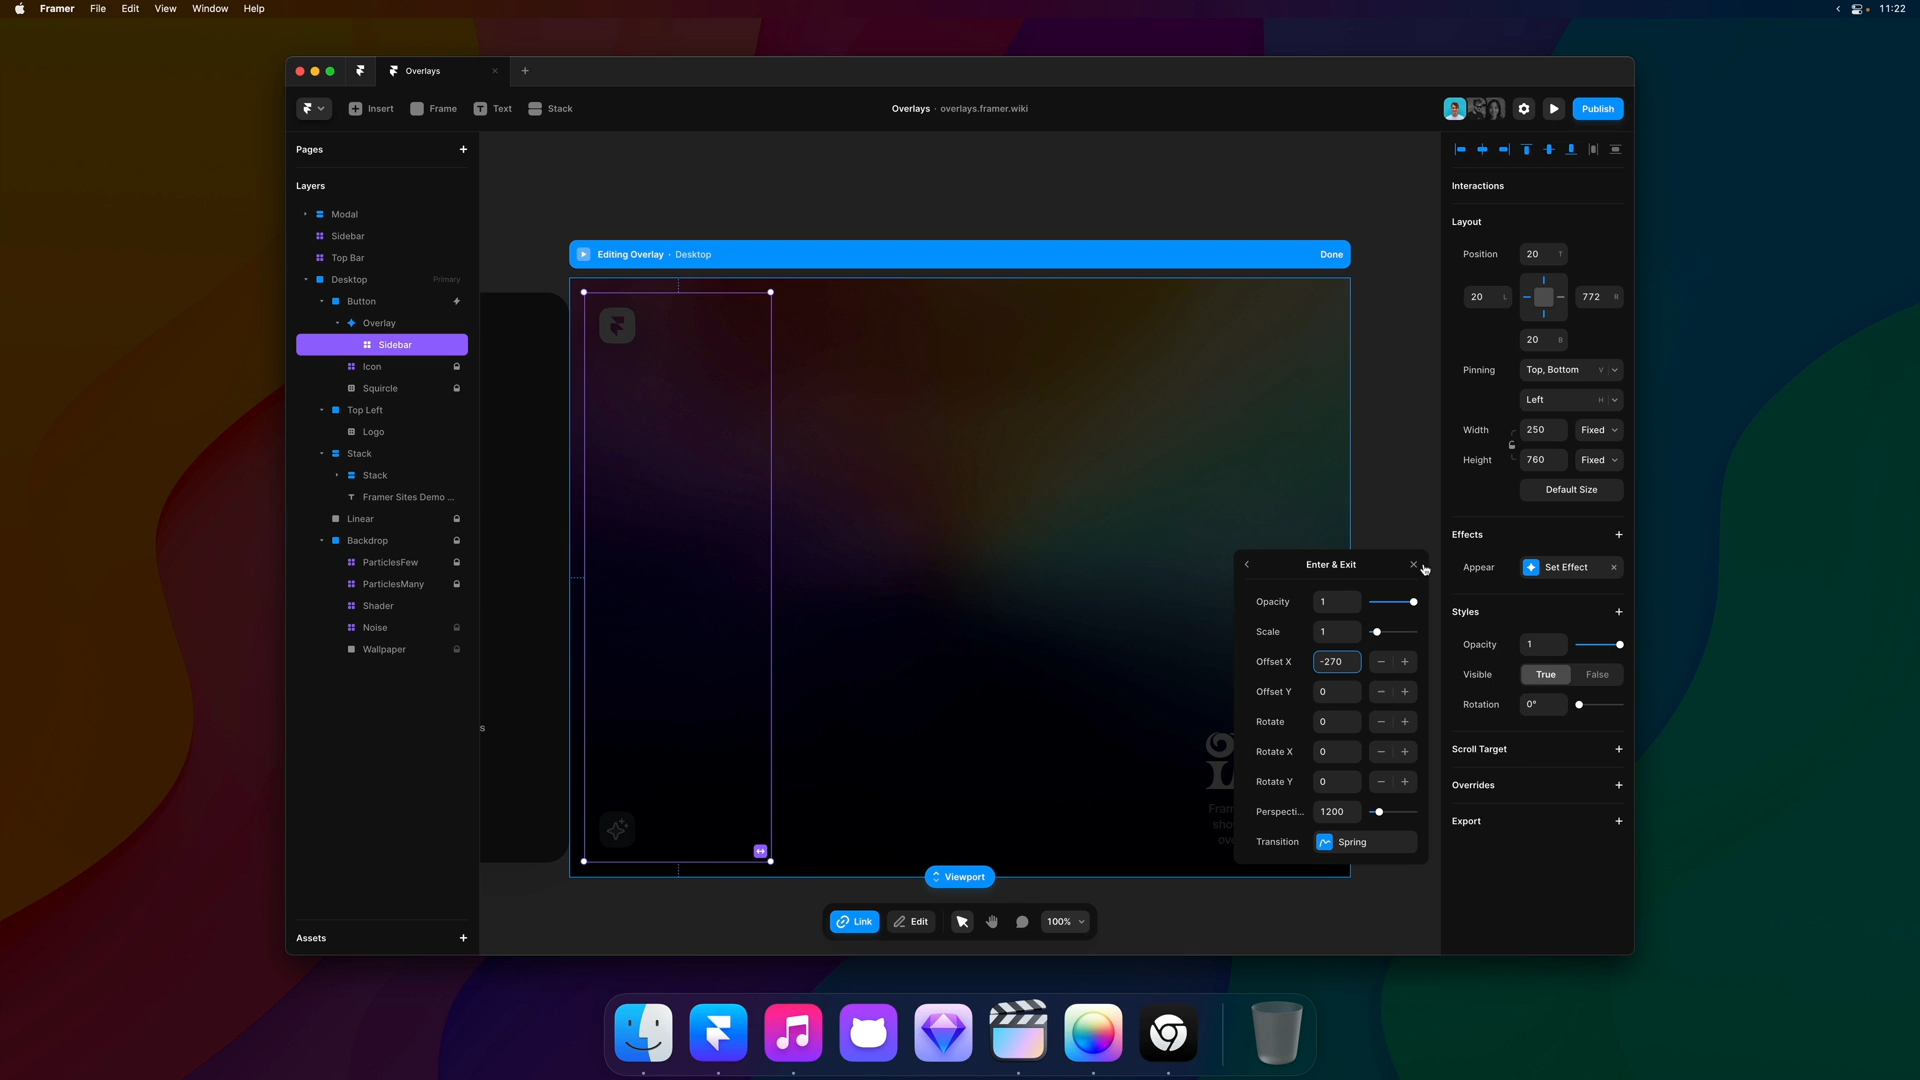 Framer File Edit View Window Help
11:22
Overlays
Insert Frame Text Stack
Overlays · overlays.framer.wiki
Publish
Pages
Layers
Modal
Sidebar
Top Bar
Desktop Primary
Button
Overlay
Sidebar
Icon
Squircle
Top Left
Logo
Stack
Stack
Framer Sites Demo ...
Linear
Backdrop
ParticlesFew
ParticlesMany
Shader
Noise
Wallpaper
Assets
s
Editing Overlay · Desktop
Done
Enter & Exit
Opacity 1
Scale 1
Offset X -270
Offset Y 0
Rotate 0
Rotate X 0
Rotate Y 0
Perspecti... 1200
Transition Spring
Viewport
Link Edit 100%
Interactions
Layout
Position 20 T
20 L 772 R
20 B
Pinning Top, Bottom V
Left H
Width 250 Fixed
Height 760 Fixed
Default Size
Effects
Appear Set Effect
Styles
Opacity 1
Visible True False
Rotation 0°
Scroll Target
Overrides
Export